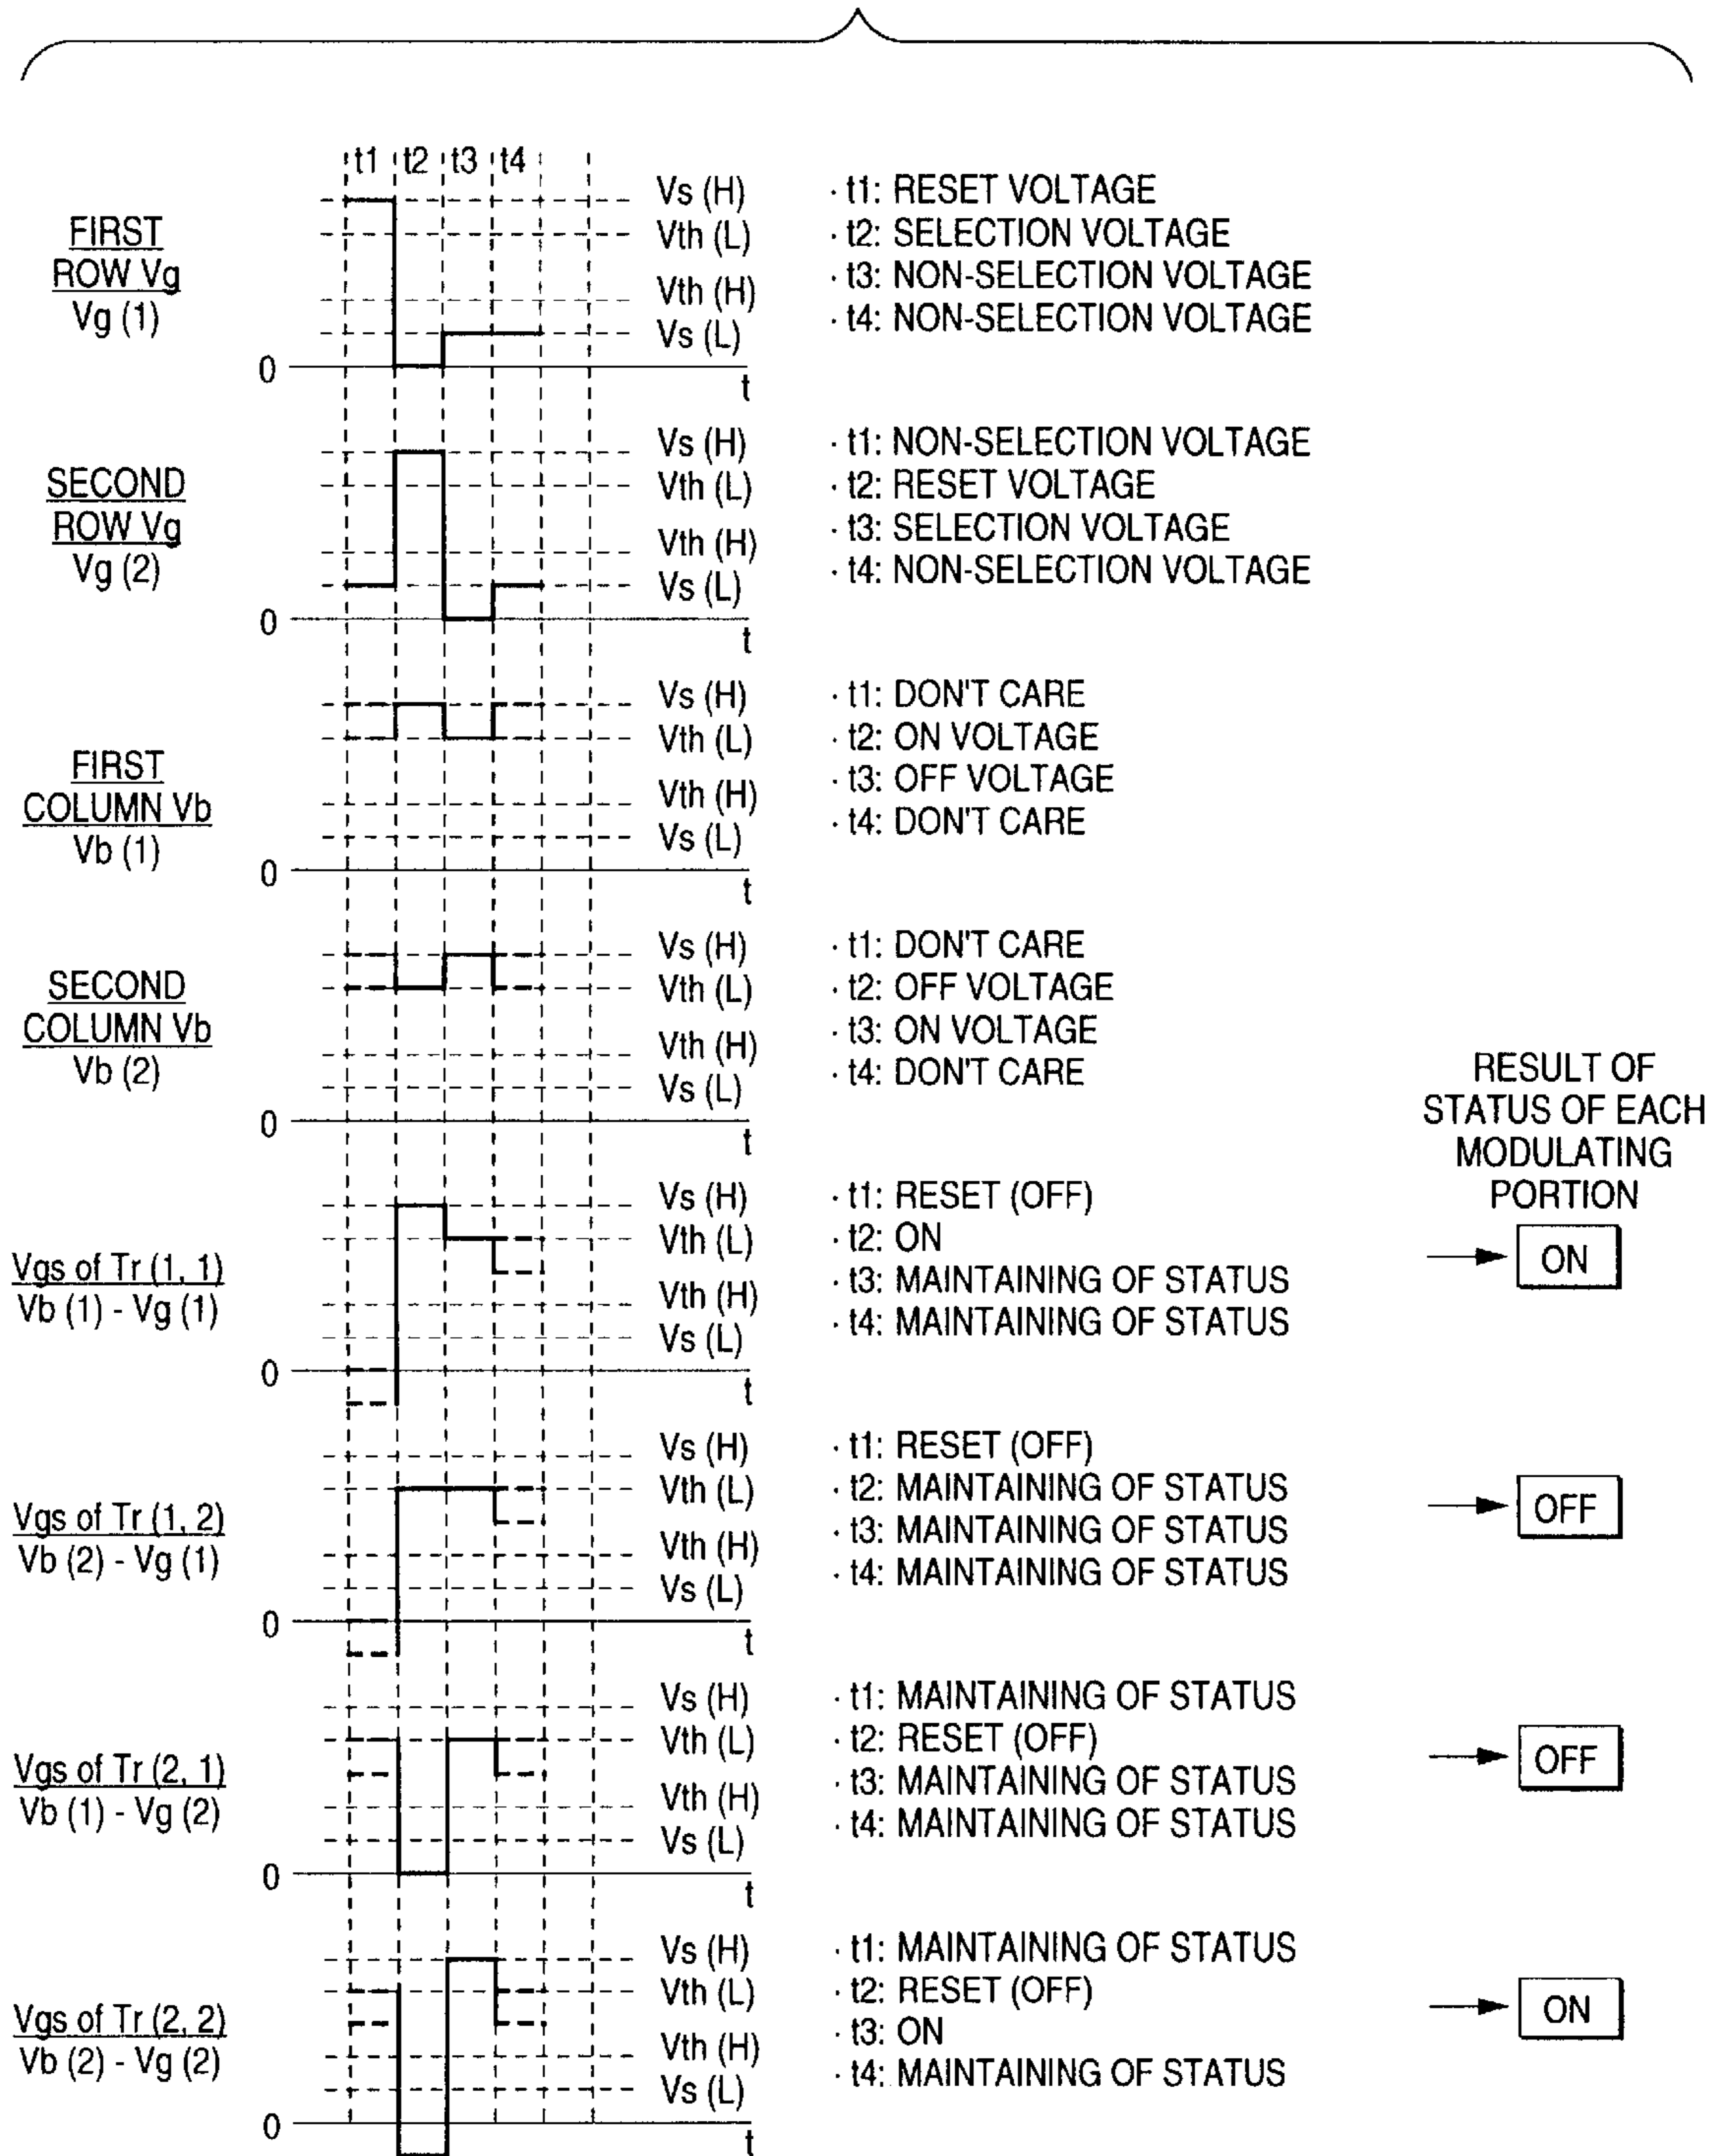 t1 t2 t3 t4
FIRST
ROW Vg
Vg (1)
Vs (H)
Vth (L)
Vth (H)
Vs (L)
0
t
· t1: RESET VOLTAGE
· t2: SELECTION VOLTAGE
· t3: NON-SELECTION VOLTAGE
· t4: NON-SELECTION VOLTAGE
SECOND
ROW Vg
Vg (2)
Vs (H)
Vth (L)
Vth (H)
Vs (L)
0
t
· t1: NON-SELECTION VOLTAGE
· t2: RESET VOLTAGE
· t3: SELECTION VOLTAGE
· t4: NON-SELECTION VOLTAGE
FIRST
COLUMN Vb
Vb (1)
Vs (H)
Vth (L)
Vth (H)
Vs (L)
0
t
· t1: DON'T CARE
· t2: ON VOLTAGE
· t3: OFF VOLTAGE
· t4: DON'T CARE
SECOND
COLUMN Vb
Vb (2)
Vs (H)
Vth (L)
Vth (H)
Vs (L)
0
t
· t1: DON'T CARE
· t2: OFF VOLTAGE
· t3: ON VOLTAGE
· t4: DON'T CARE
RESULT OF
STATUS OF EACH
MODULATING
PORTION
Vgs of Tr (1, 1)
Vb (1) - Vg (1)
Vs (H)
Vth (L)
Vth (H)
Vs (L)
0
t
· t1: RESET (OFF)
· t2: ON
· t3: MAINTAINING OF STATUS
· t4: MAINTAINING OF STATUS
ON
Vgs of Tr (1, 2)
Vb (2) - Vg (1)
Vs (H)
Vth (L)
Vth (H)
Vs (L)
0
t
· t1: RESET (OFF)
· t2: MAINTAINING OF STATUS
· t3: MAINTAINING OF STATUS
· t4: MAINTAINING OF STATUS
OFF
Vgs of Tr (2, 1)
Vb (1) - Vg (2)
Vs (H)
Vth (L)
Vth (H)
Vs (L)
0
t
· t1: MAINTAINING OF STATUS
· t2: RESET (OFF)
· t3: MAINTAINING OF STATUS
· t4: MAINTAINING OF STATUS
OFF
Vgs of Tr (2, 2)
Vb (2) - Vg (2)
Vs (H)
Vth (L)
Vth (H)
Vs (L)
0
t
· t1: MAINTAINING OF STATUS
· t2: RESET (OFF)
· t3: ON
· t4: MAINTAINING OF STATUS
ON